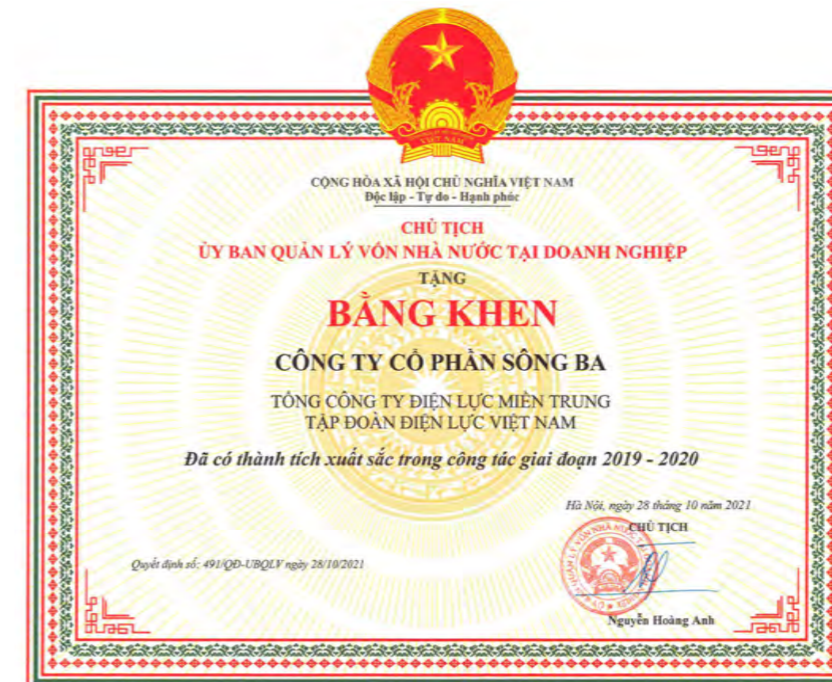 CỘNG HÒA XÃ HỘI CHỦ NGHĨA VIỆT NAM
Độc lập - Tự do - Hạnh phúc
CHỦ TỊCH
ỦY BAN QUẢN LÝ VỐN NHÀ NƯỚC TẠI DOANH NGHIỆP
TẶNG
BẰNG KHEN
CÔNG TY CỔ PHẦN SÔNG BA
TỔNG CÔNG TY ĐIỆN LỰC MIỀN TRUNG
TẬP ĐOÀN ĐIỆN LỰC VIỆT NAM
Đã có thành tích xuất sắc trong công tác giai đoạn 2019 - 2020
Hà Nội, ngày 28 tháng 10 năm 2021
CHỦ TỊCH
Quyết định số: 491/QĐ-UBQLV ngày 28/10/2021
Nguyễn Hoàng Anh